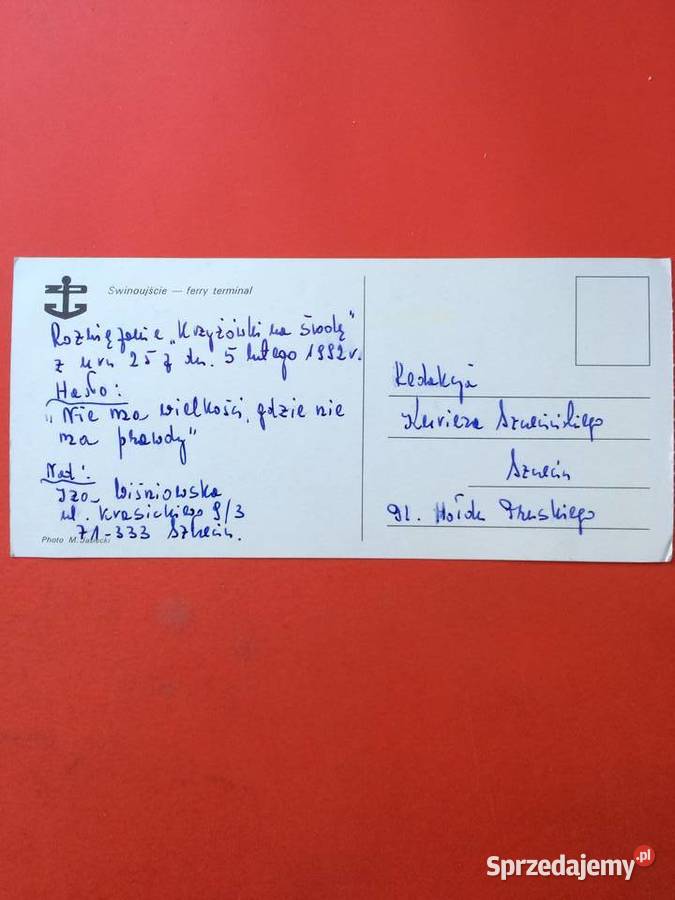 Swinoujście — ferry terminal
Rozwiązanie „Krzyżówki na środę"
z nru 25 z dn. 5 lutego 1992 r.
Hasło:
„Nie ma wielkości, gdzie nie
ma prawdy"
Nad:
Iza Wiśniowska
ul. Krasickiego 9/3
71-333 Szczecin.
Photo M.
Redakcja
Kuriera Szczecińskiego
Szczecin
Pl. Hołdu Pruskiego
Sprzedajemy.pl